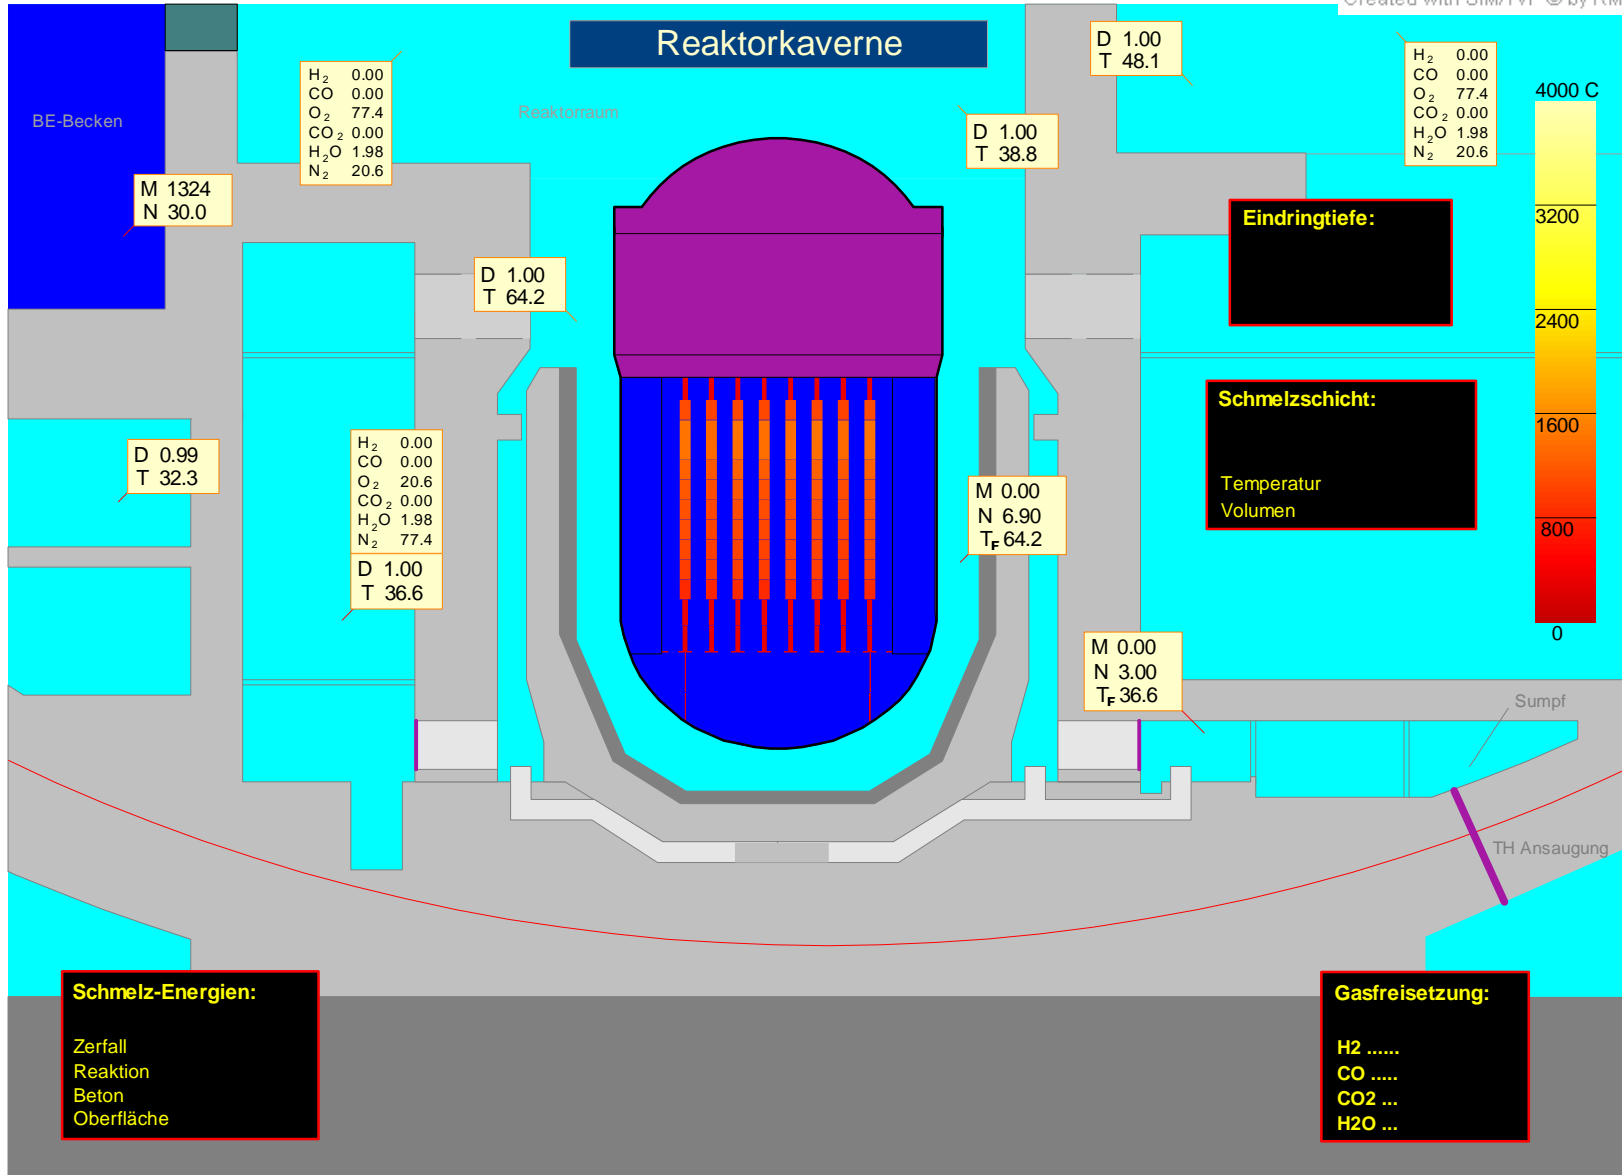 Reaktorkaverne
BE-Becken
M 1324
N 30.0
H₂ 0.00
CO 0.00
O₂ 77.4
CO₂ 0.00
H₂O 1.98
N₂ 20.6
Reaktorraum
D 1.00
T 48.1
D 1.00
T 38.8
H₂ 0.00
CO 0.00
O₂ 77.4
CO₂ 0.00
H₂O 1.98
N₂ 20.6
4000 C
3200
2400
1600
800
0
Eindringtiefe:
D 1.00
T 64.2
Schmelzschicht:
Temperatur
Volumen
D 0.99
T 32.3
H₂ 0.00
CO 0.00
O₂ 20.6
CO₂ 0.00
H₂O 1.98
N₂ 77.4
D 1.00
T 36.6
M 0.00
N 6.90
T_F 64.2
M 0.00
N 3.00
T_F 36.6
Sumpf
TH Ansaugung
Schmelz-Energien:
Zerfall
Reaktion
Beton
Oberfläche
Gasfreisetzung:
H2 ......
CO .....
CO2 ...
H2O ...